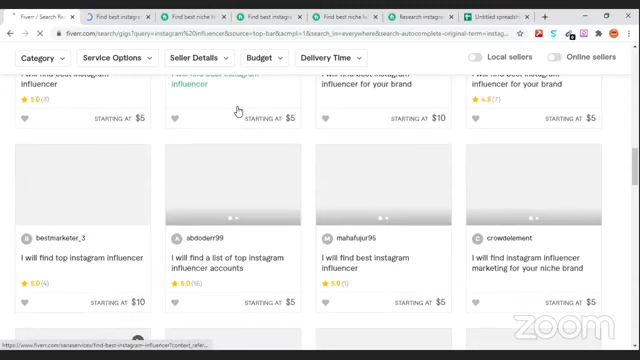 Fiverr / Search F
Find best instagra
Find best niche li
Find best instagra
Find best niche Re
Research instagra
Untitled spreadshe
fiverr.com/search/gigs?query=instagram%20influencer&source=top-bar&acmpl=1&search_in=everywhere&search-autocomplete-original-term=instag...
Category
Service Options
Seller Details
Budget
Delivery Time
Local sellers
Online sellers
I will find best instagram
influencer
I will find best instagram
influencer
I will find best instagram
influencer for your brand
I will find best instagram
influencer for your brand
5.0
4.8 (7)
STARTING AT $5
STARTING AT $5
STARTING AT $10
STARTING AT $5
B bestmarketer_3
A abdoderr99
M mahafujur95
C crowdelement
I will find top instagram influencer
I will find a list of top instagram
influencer accounts
I will find best instagram
influencer
I will find instagram influencer
marketing for your niche brand
5.0 (4)
5.0 (16)
5.0 (1)
STARTING AT $10
STARTING AT $5
STARTING AT $5
STARTING AT $5
https://www.fiverr.com/sanaservices/find-best-instagram-influencer?context_refe...
zoom